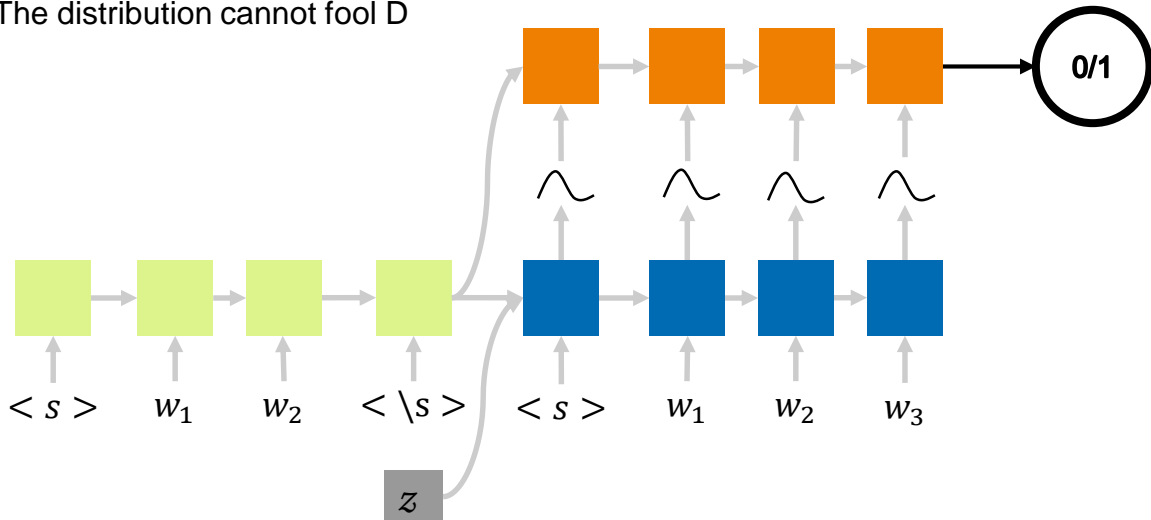 The distribution cannot fool D
0/1
< s > w₁ w₂ < \s > < s > w₁ w₂ w₃
z